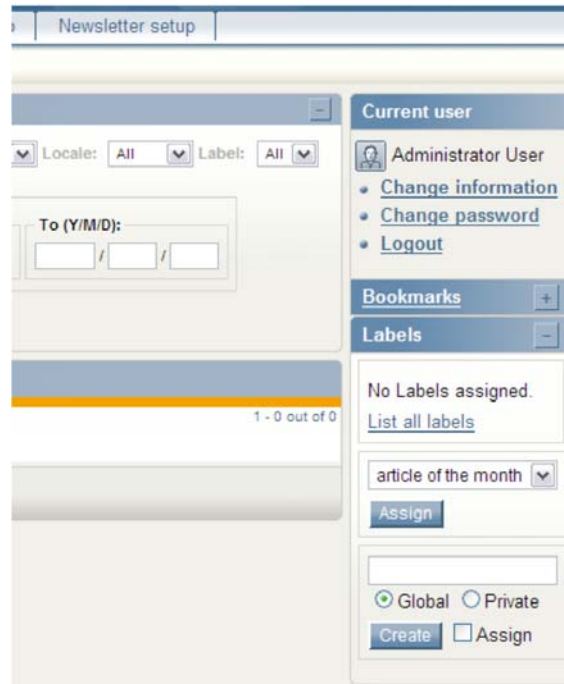 Newsletter setup
Locale: All Label: All
To (Y/M/D):
/ /
1 - 0 out of 0
Current user
Administrator User
Change information
Change password
Logout
Bookmarks +
Labels -
No Labels assigned.
List all labels
article of the month
Assign
Global Private
Create Assign